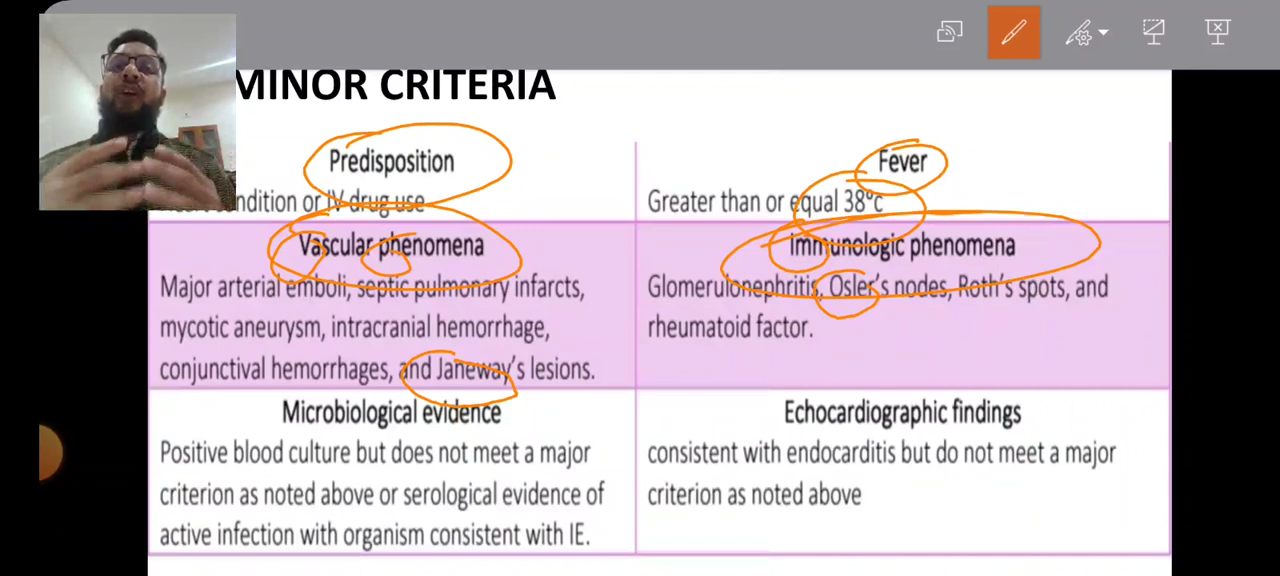 MINOR CRITERIA
Predisposition
condition or IV drug use
Fever
Greater than or equal 38°c
Vascular phenomena
Major arterial emboli, septic pulmonary infarcts,
mycotic aneurysm, intracranial hemorrhage,
conjunctival hemorrhages, and Janeway's lesions.
Immunologic phenomena
Glomerulonephritis, Osler's nodes, Roth's spots, and
rheumatoid factor.
Microbiological evidence
Positive blood culture but does not meet a major
criterion as noted above or serological evidence of
active infection with organism consistent with IE.
Echocardiographic findings
consistent with endocarditis but do not meet a major
criterion as noted above